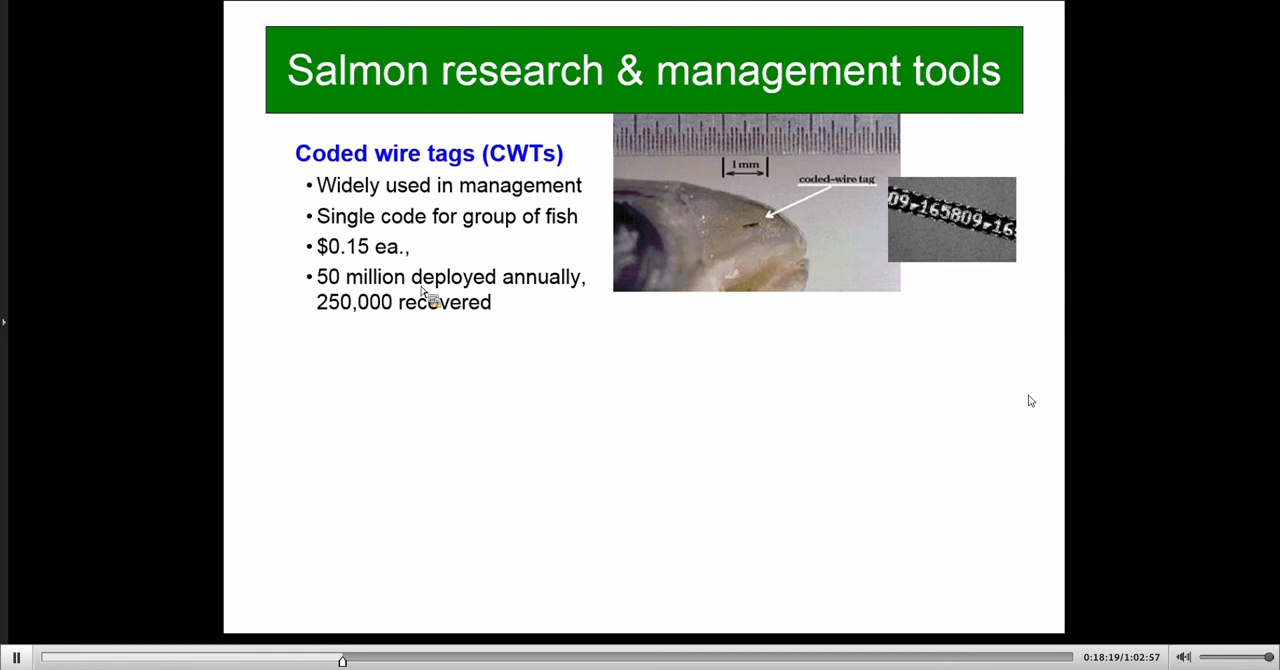 Salmon research & management tools
Coded wire tags (CWTs)
• Widely used in management
• Single code for group of fish
• $0.15 ea.,
• 50 million deployed annually,
250,000 recovered
1mm
coded-wire tag
09▾165809▾16
0:18:19/1:02:57